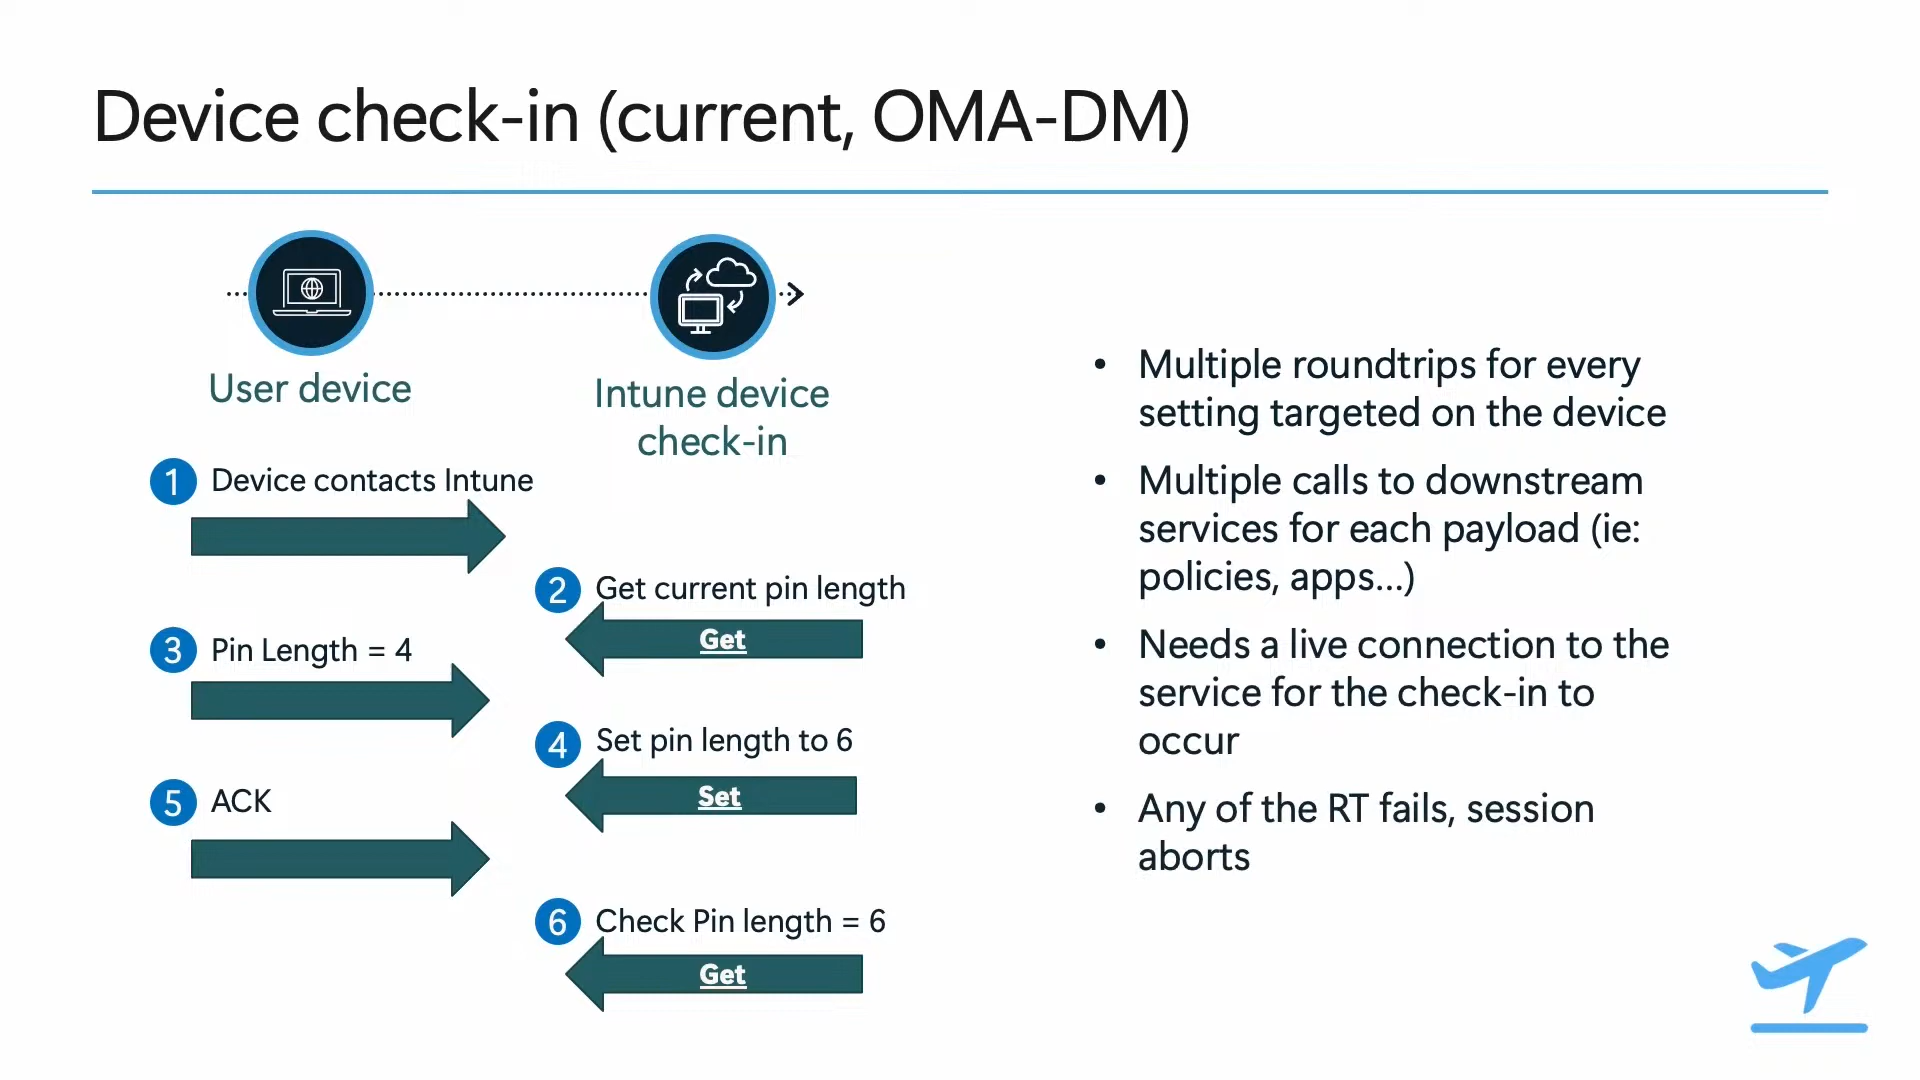 Device check-in (current, OMA-DM)
User device
Intune device
check-in
1 Device contacts Intune
2 Get current pin length
Get
3 Pin Length = 4
4 Set pin length to 6
Set
5 ACK
6 Check Pin length = 6
Get
• Multiple roundtrips for every
setting targeted on the device
• Multiple calls to downstream
services for each payload (ie:
policies, apps...)
• Needs a live connection to the
service for the check-in to
occur
• Any of the RT fails, session
aborts